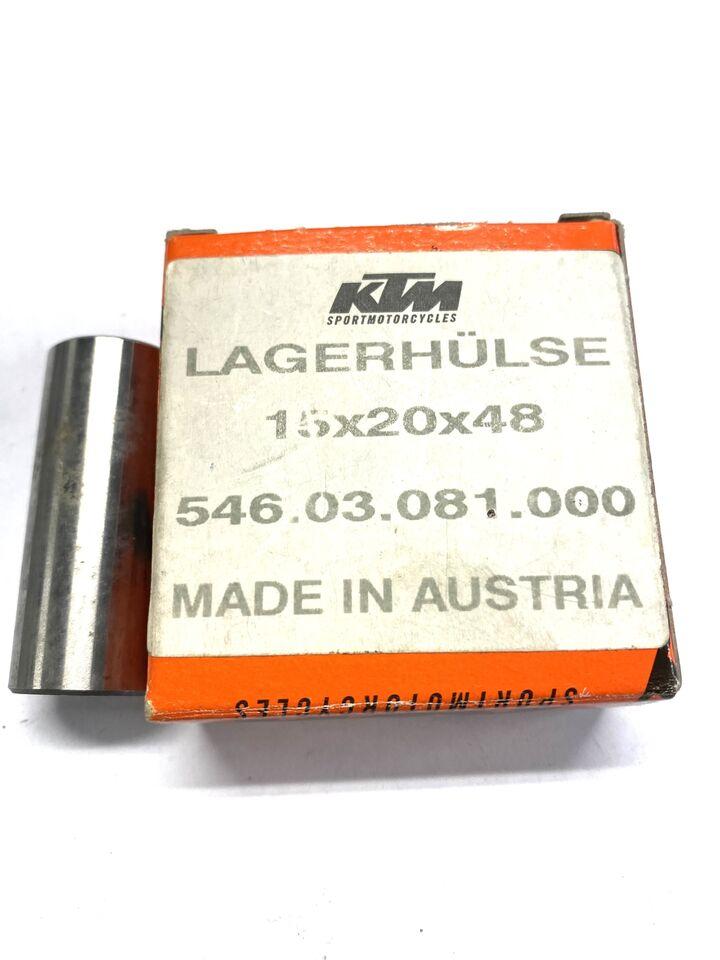 KTM
SPORTMOTORCYCLES
LAGERHÜLSE
15x20x48
546.03.081.000
MADE IN AUSTRIA
SPORTMOTORCYCLES